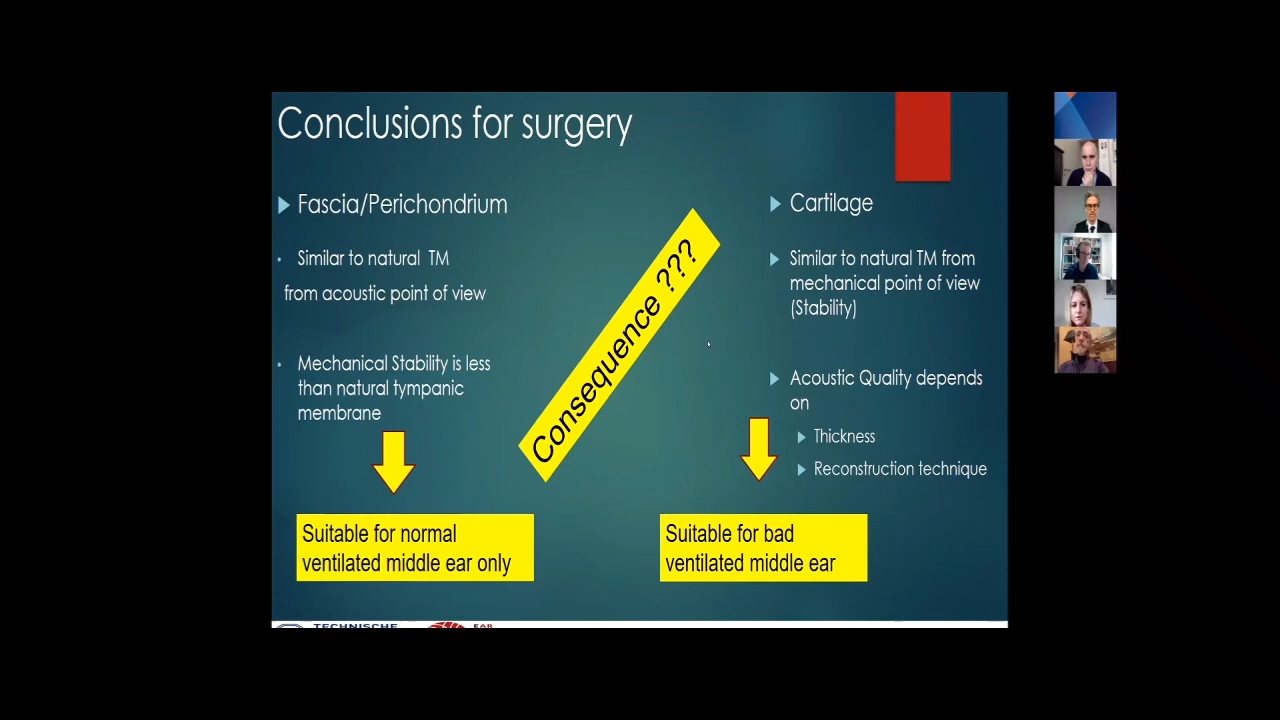 Conclusions for surgery
Fascia/Perichondrium
Similar to natural TM
from acoustic point of view
Mechanical Stability is less
than natural tympanic
membrane
Suitable for normal
ventilated middle ear only
Consequence ???
Cartilage
Similar to natural TM from
mechanical point of view
(Stability)
Acoustic Quality depends
on
Thickness
Reconstruction technique
Suitable for bad
ventilated middle ear
TECHNISCHE
EAR